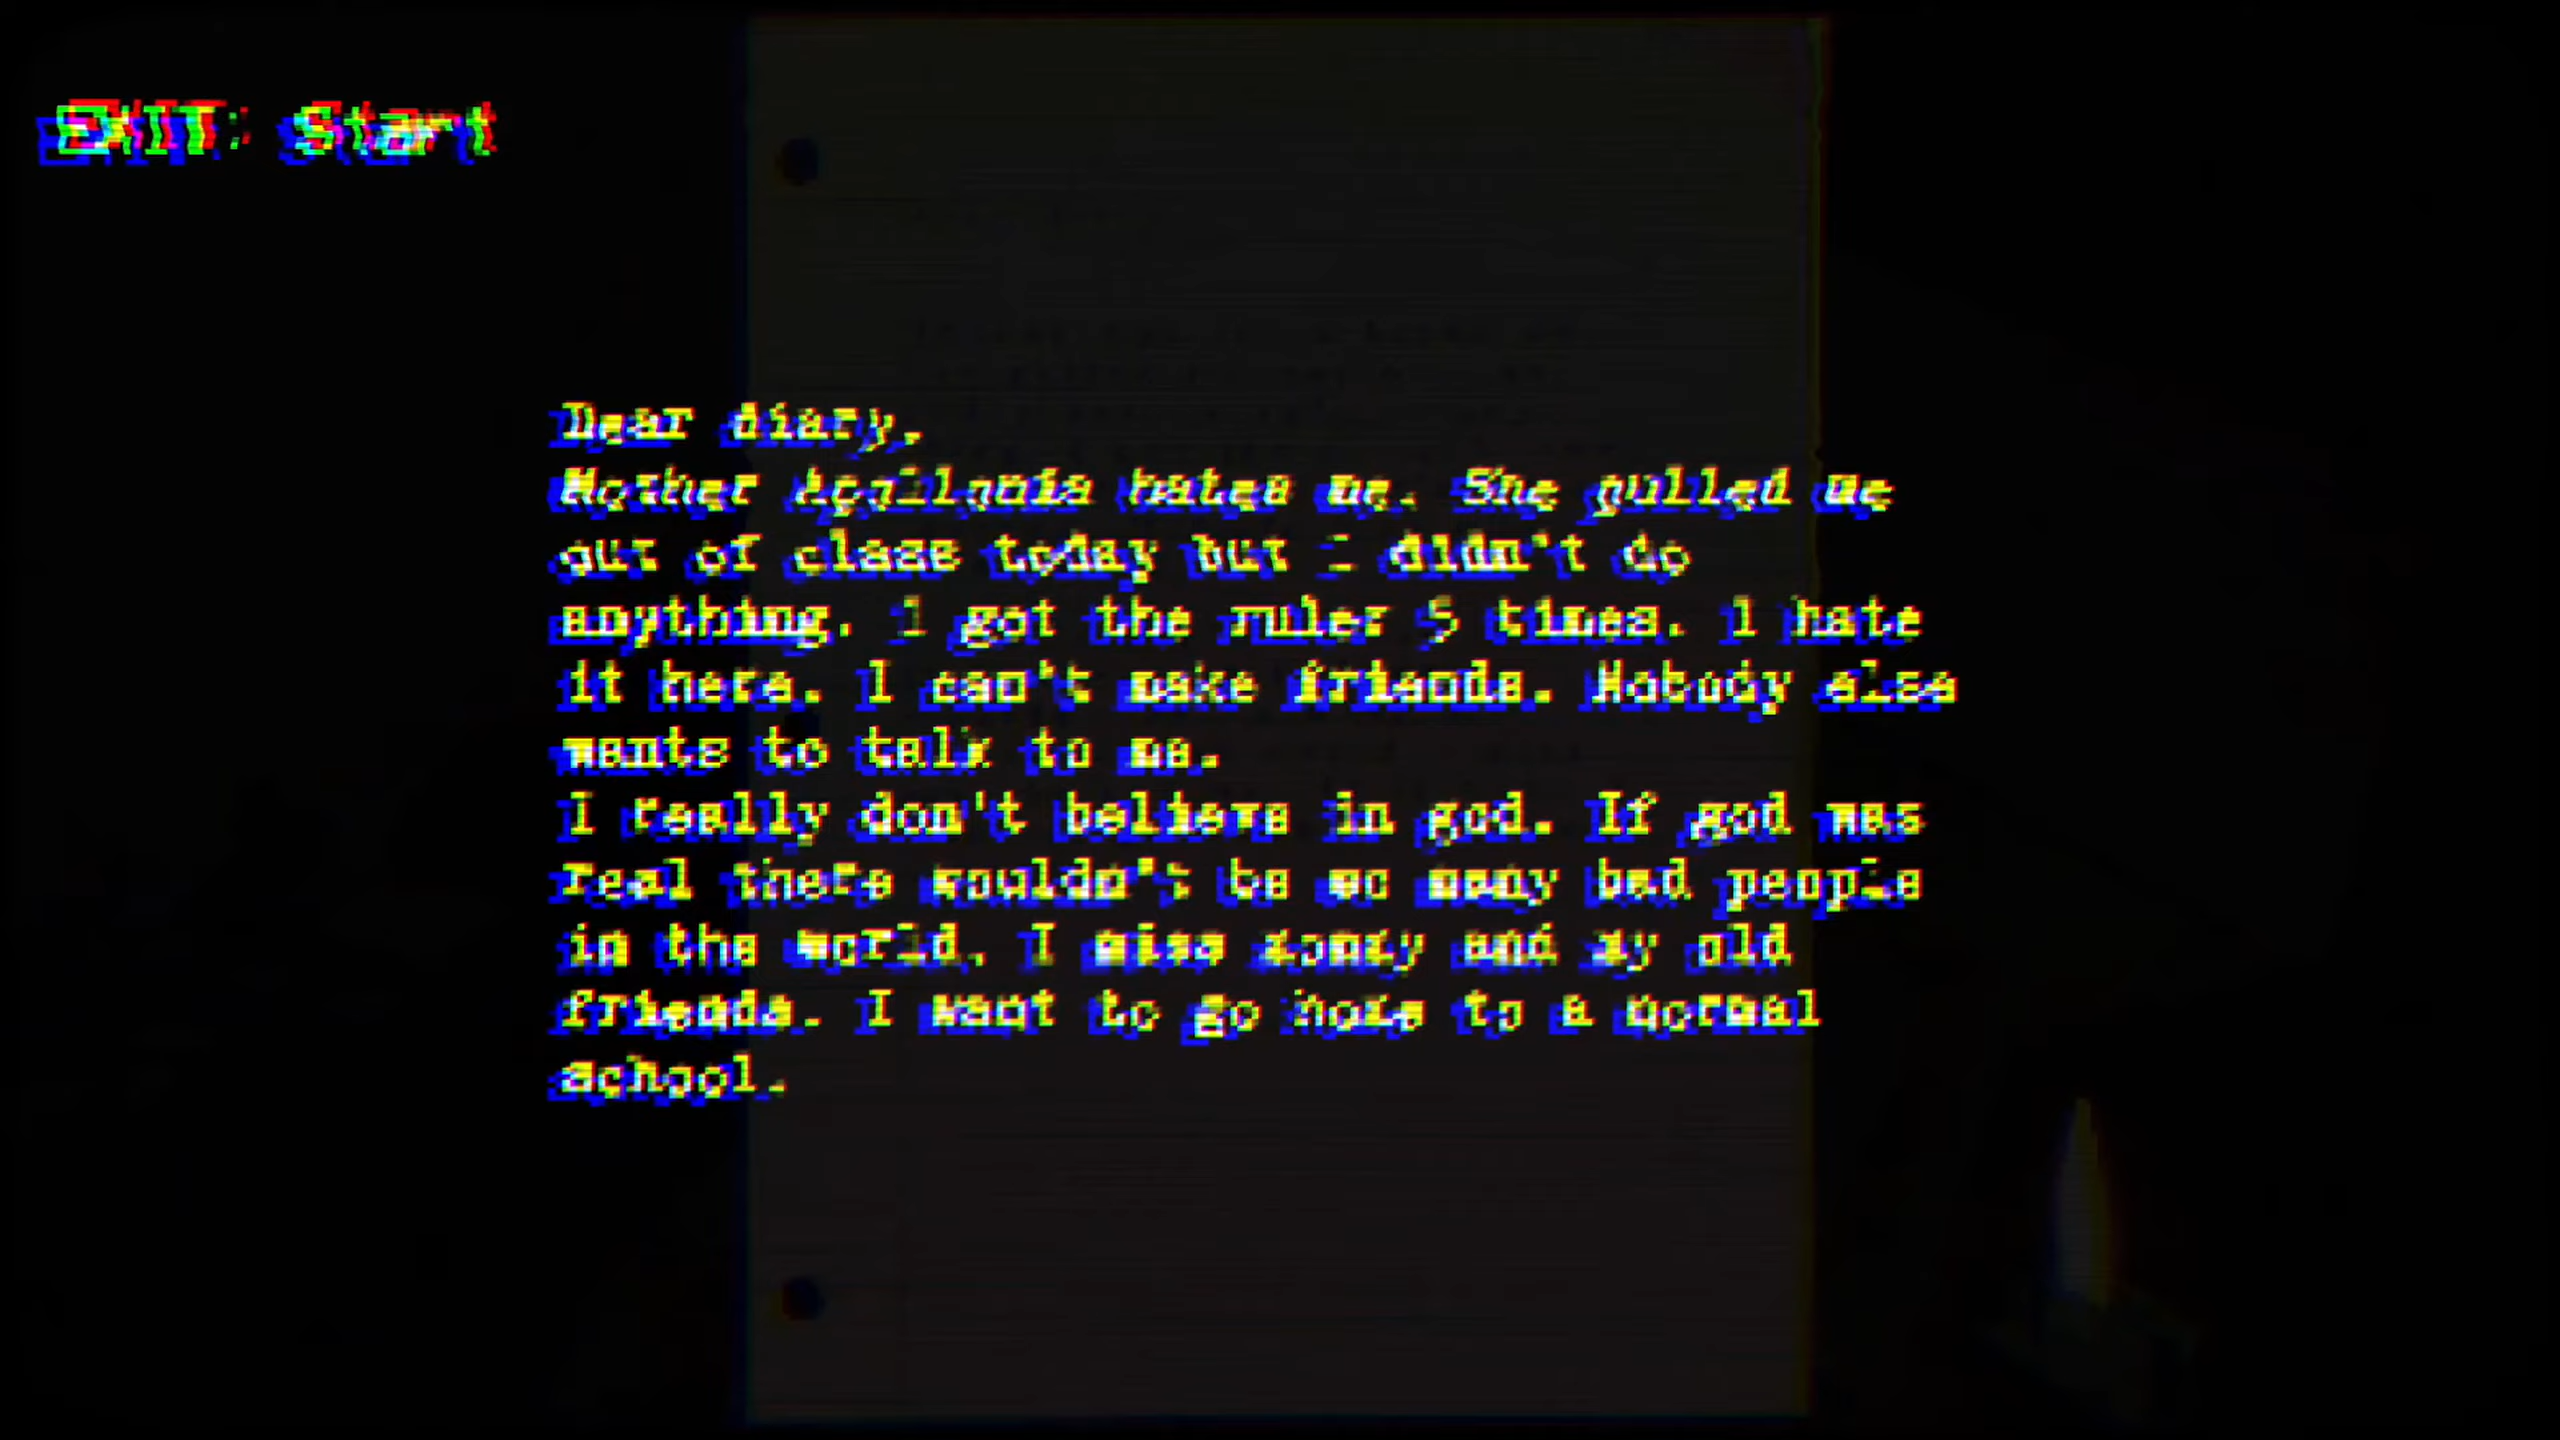 EXIT: Start
Dear diary,
Mother Apollonia hates me. She pulled me
out of class today but I didn't do
anything. I got the ruler 5 times. I hate
it here. I can't make friends. Nobody else
wants to talk to me.
I really don't believe in god. If god was
real there wouldn't be so many bad people
in the world. I miss mommy and my old
friends. I want to go home to a normal
school.